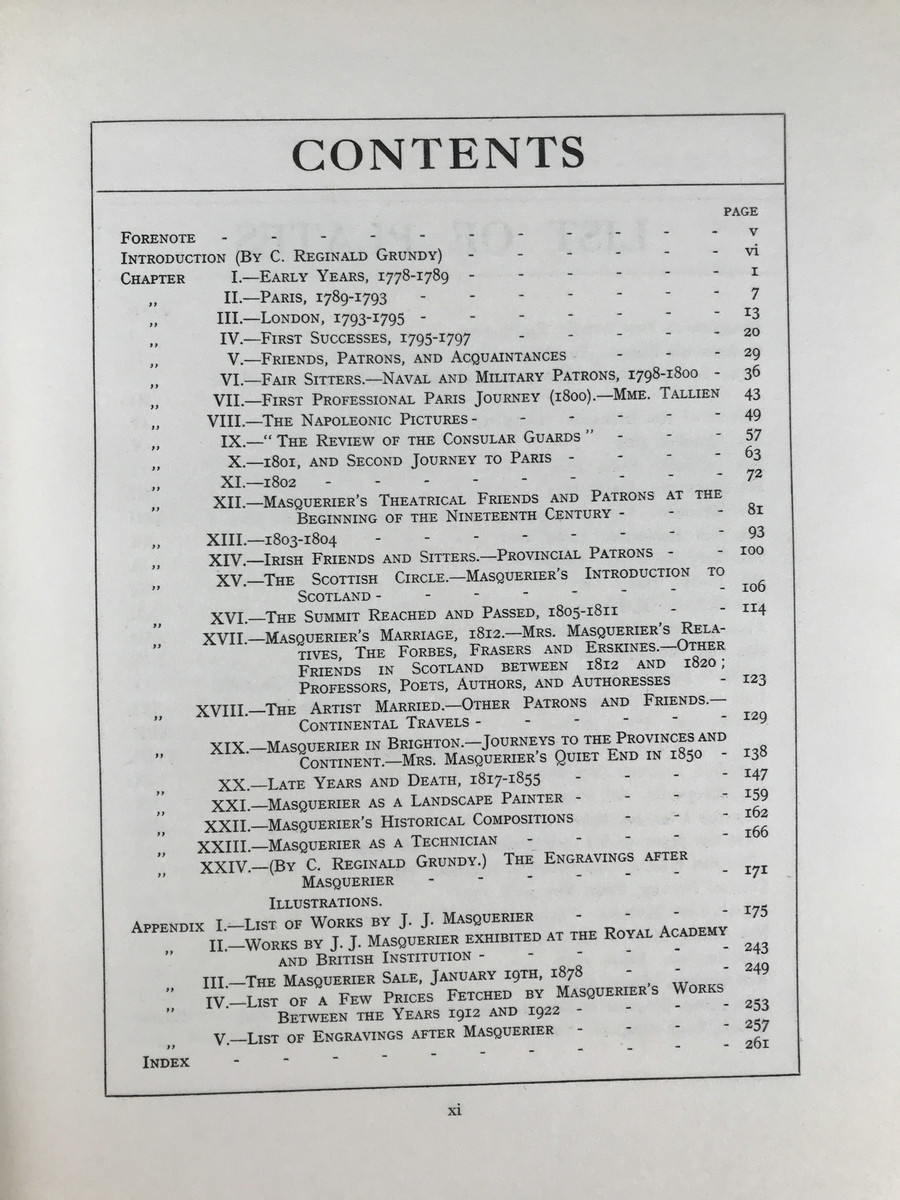 CONTENTS
PAGE
FORENOTE - - - - - - - - - - - v
INTRODUCTION (BY C. REGINALD GRUNDY) - - - - - - vi
CHAPTER I.—EARLY YEARS, 1778-1789 - - - - - - 1
„ II.—PARIS, 1789-1793 - - - - - - - 7
„ III.—LONDON, 1793-1795 - - - - - - - 13
„ IV.—FIRST SUCCESSES, 1795-1797 - - - - - 20
„ V.—FRIENDS, PATRONS, AND ACQUAINTANCES - - - 29
„ VI.—FAIR SITTERS.—NAVAL AND MILITARY PATRONS, 1798-1800 - 36
„ VII.—FIRST PROFESSIONAL PARIS JOURNEY (1800).—MME. TALLIEN 43
„ VIII.—THE NAPOLEONIC PICTURES - - - - - - 49
„ IX.—“ THE REVIEW OF THE CONSULAR GUARDS ” - - - 57
„ X.—1801, AND SECOND JOURNEY TO PARIS - - - - 63
„ XI.—1802 - - - - - - - - - 72
„ XII.—MASQUERIER’S THEATRICAL FRIENDS AND PATRONS AT THE
BEGINNING OF THE NINETEENTH CENTURY - - - 81
„ XIII.—1803-1804 - - - - - - - - 93
„ XIV.—IRISH FRIENDS AND SITTERS.—PROVINCIAL PATRONS - - 100
„ XV.—THE SCOTTISH CIRCLE.—MASQUERIER’S INTRODUCTION TO
SCOTLAND - - - - - - - - 106
„ XVI.—THE SUMMIT REACHED AND PASSED, 1805-1811 - - 114
„ XVII.—MASQUERIER’S MARRIAGE, 1812.—MRS. MASQUERIER’S RELA-
TIVES, THE FORBES, FRASERS AND ERSKINES.—OTHER
FRIENDS IN SCOTLAND BETWEEN 1812 AND 1820 ;
PROFESSORS, POETS, AUTHORS, AND AUTHORESSES - 123
„ XVIII.—THE ARTIST MARRIED.—OTHER PATRONS AND FRIENDS.—
CONTINENTAL TRAVELS - - - - - - 129
„ XIX.—MASQUERIER IN BRIGHTON.—JOURNEYS TO THE PROVINCES AND
CONTINENT.—MRS. MASQUERIER’S QUIET END IN 1850 - 138
„ XX.—LATE YEARS AND DEATH, 1817-1855 - - - - 147
„ XXI.—MASQUERIER AS A LANDSCAPE PAINTER - - - - 159
„ XXII.—MASQUERIER’S HISTORICAL COMPOSITIONS - - - 162
„ XXIII.—MASQUERIER AS A TECHNICIAN - - - - - 166
„ XXIV.—(BY C. REGINALD GRUNDY.) THE ENGRAVINGS AFTER
MASQUERIER - - - - - - - 171
ILLUSTRATIONS.
APPENDIX I.—LIST OF WORKS BY J. J. MASQUERIER - - - - 175
„ II.—WORKS BY J. J. MASQUERIER EXHIBITED AT THE ROYAL ACADEMY
AND BRITISH INSTITUTION - - - - - - 243
„ III.—THE MASQUERIER SALE, JANUARY 19TH, 1878 - - - 249
„ IV.—LIST OF A FEW PRICES FETCHED BY MASQUERIER’S WORKS
BETWEEN THE YEARS 1912 AND 1922 - - - - 253
„ V.—LIST OF ENGRAVINGS AFTER MASQUERIER - - - - 257
INDEX - - - - - - - - - - - 261
xi